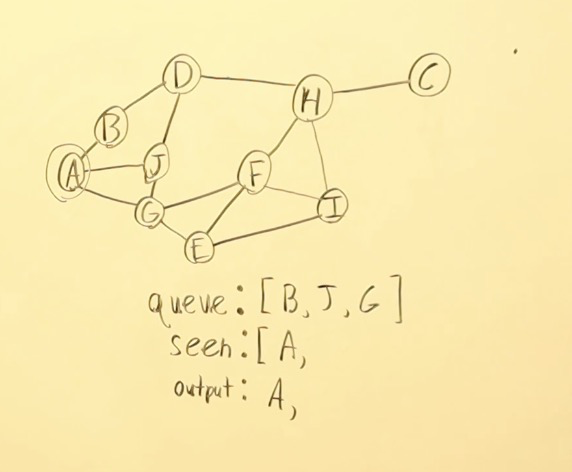 D
C
H
B
J
F
A
I
G
E
queue: [B, J, G]
seen: [A,
output: A,